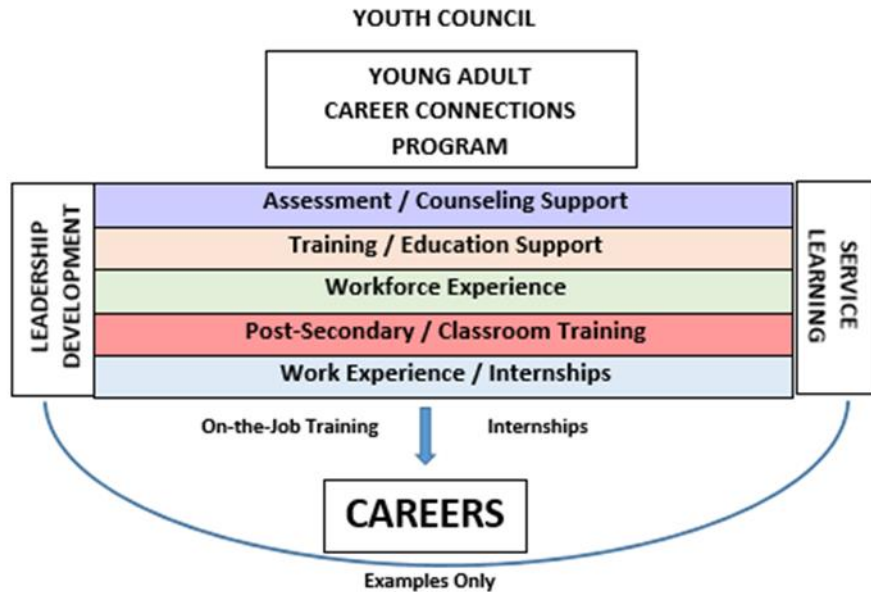 YOUTH COUNCIL
YOUNG ADULT
CAREER CONNECTIONS
PROGRAM
LEADERSHIP
DEVELOPMENT
Assessment / Counseling Support
Training / Education Support
Workforce Experience
Post-Secondary / Classroom Training
Work Experience / Internships
SERVICE
LEARNING
On-the-Job Training
Internships
CAREERS
Examples Only